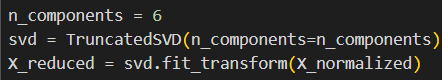 n_components = 6
svd = TruncatedSVD(n_components=n_components)
X_reduced = svd.fit_transform(X_normalized)